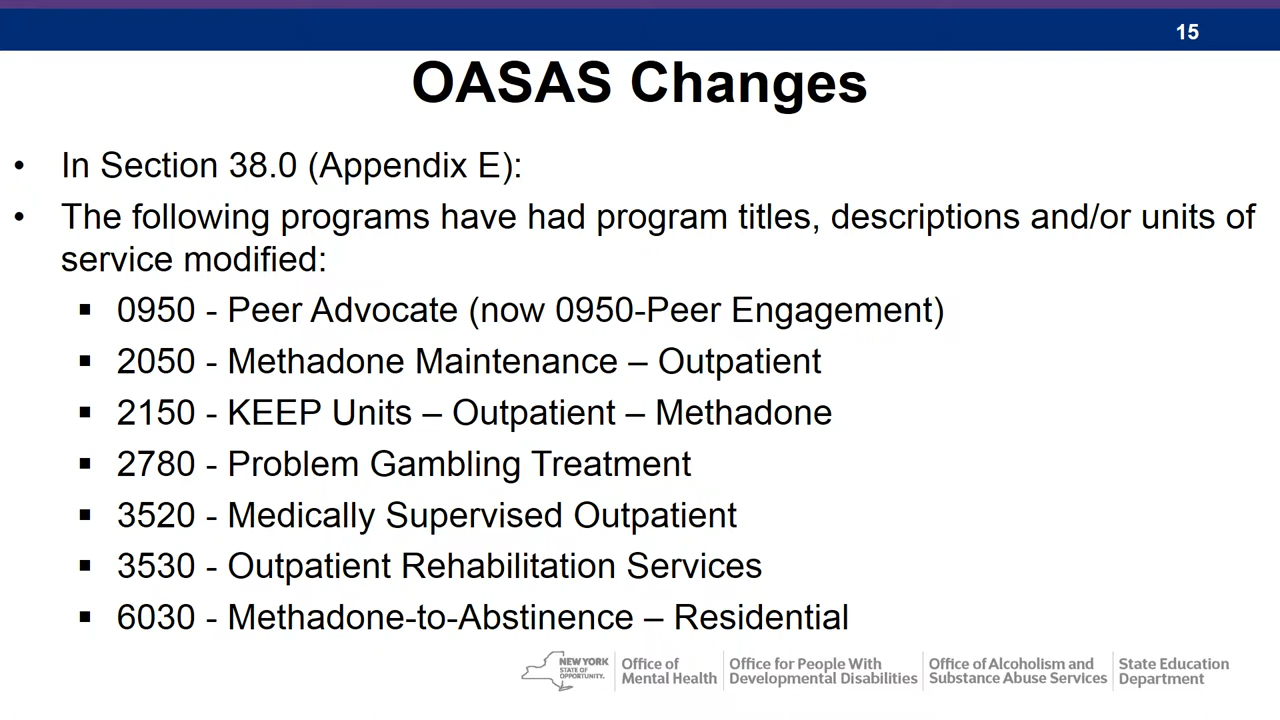 15
OASAS Changes
• In Section 38.0 (Appendix E):
• The following programs have had program titles, descriptions and/or units of
service modified:
▪ 0950 - Peer Advocate (now 0950-Peer Engagement)
▪ 2050 - Methadone Maintenance – Outpatient
▪ 2150 - KEEP Units – Outpatient – Methadone
▪ 2780 - Problem Gambling Treatment
▪ 3520 - Medically Supervised Outpatient
▪ 3530 - Outpatient Rehabilitation Services
▪ 6030 - Methadone-to-Abstinence – Residential
NEW YORK
STATE OF
OPPORTUNITY.
Office of
Mental Health
Office for People With
Developmental Disabilities
Office of Alcoholism and
Substance Abuse Services
State Education
Department